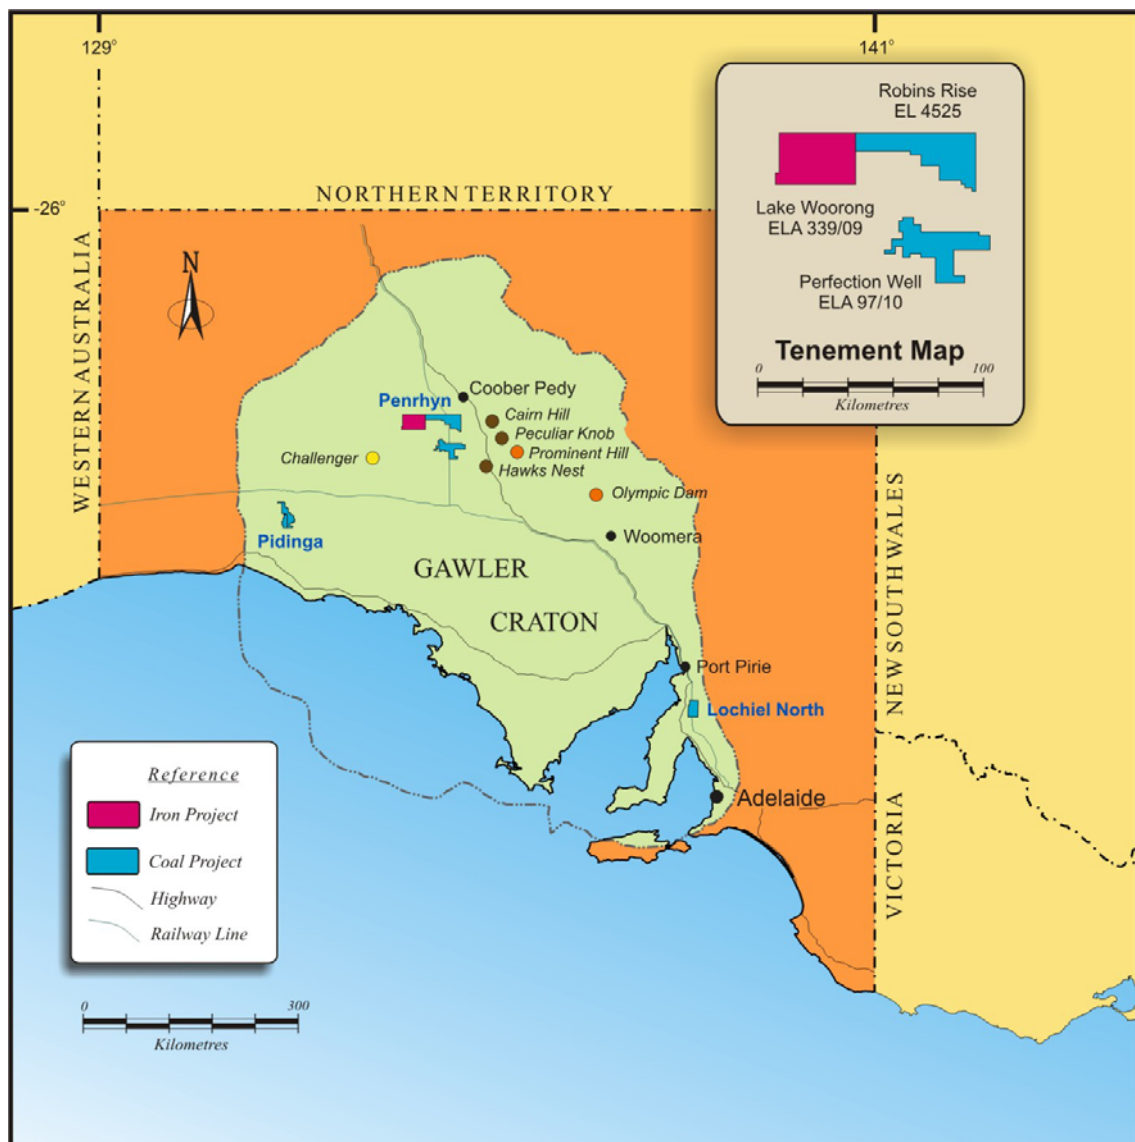 129°
141°
Robins Rise
EL 4525
Lake Woorong
ELA 339/09
Perfection Well
ELA 97/10
Tenement Map
0
100
Kilometres
-26°
NORTHERN TERRITORY
N
WESTERN AUSTRALIA
Coober Pedy
Penrhyn
Cairn Hill
Peculiar Knob
Prominent Hill
Challenger
Hawks Nest
Olympic Dam
Pidinga
Woomera
GAWLER
CRATON
NEW SOUTH WALES
Port Pirie
Lochiel North
Adelaide
VICTORIA
Reference
Iron Project
Coal Project
Highway
Railway Line
0
300
Kilometres